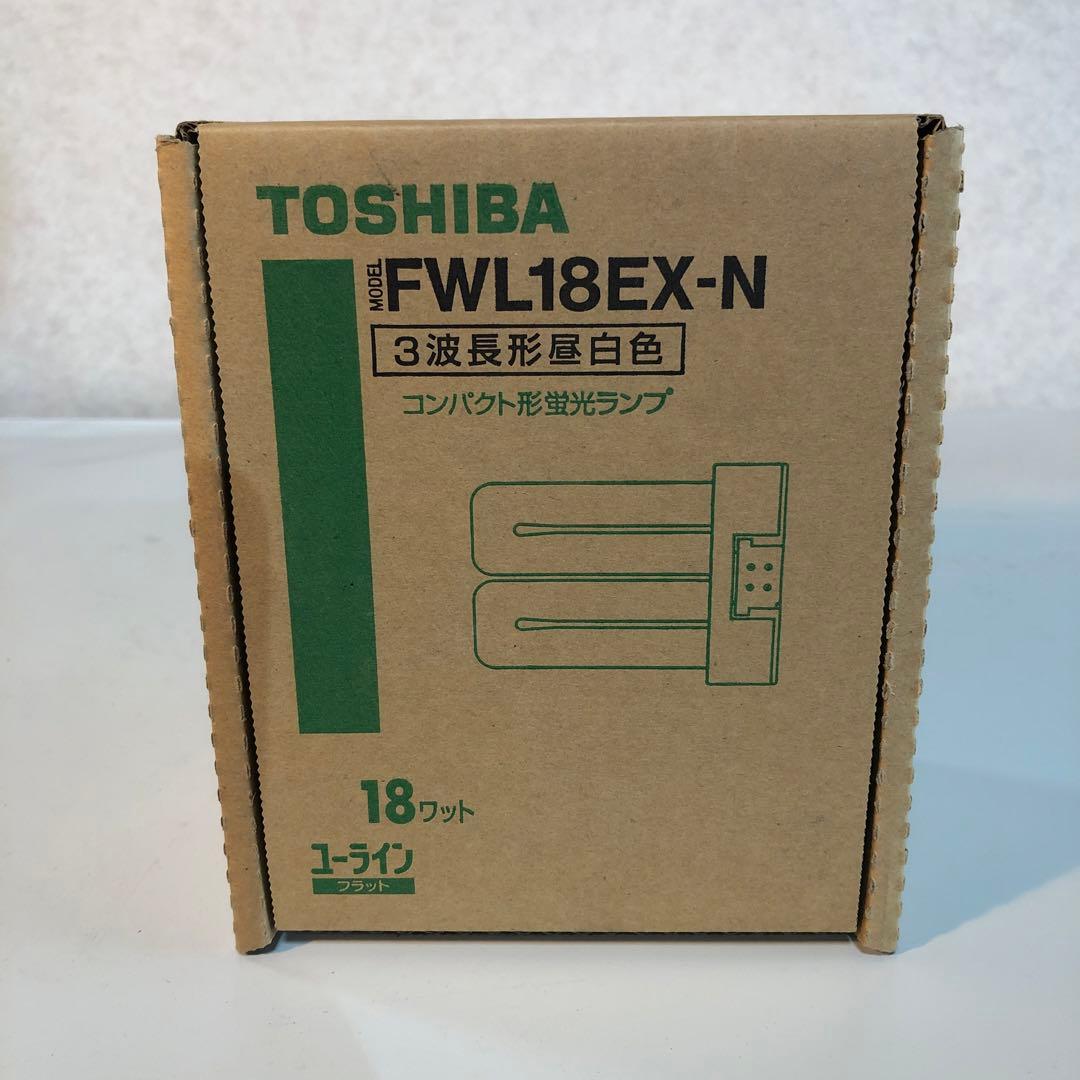 TOSHIBA
MODEL FWL18EX-N
3波長形昼白色
コンパクト形蛍光ランプ
18ワット
ユーライン
フラット